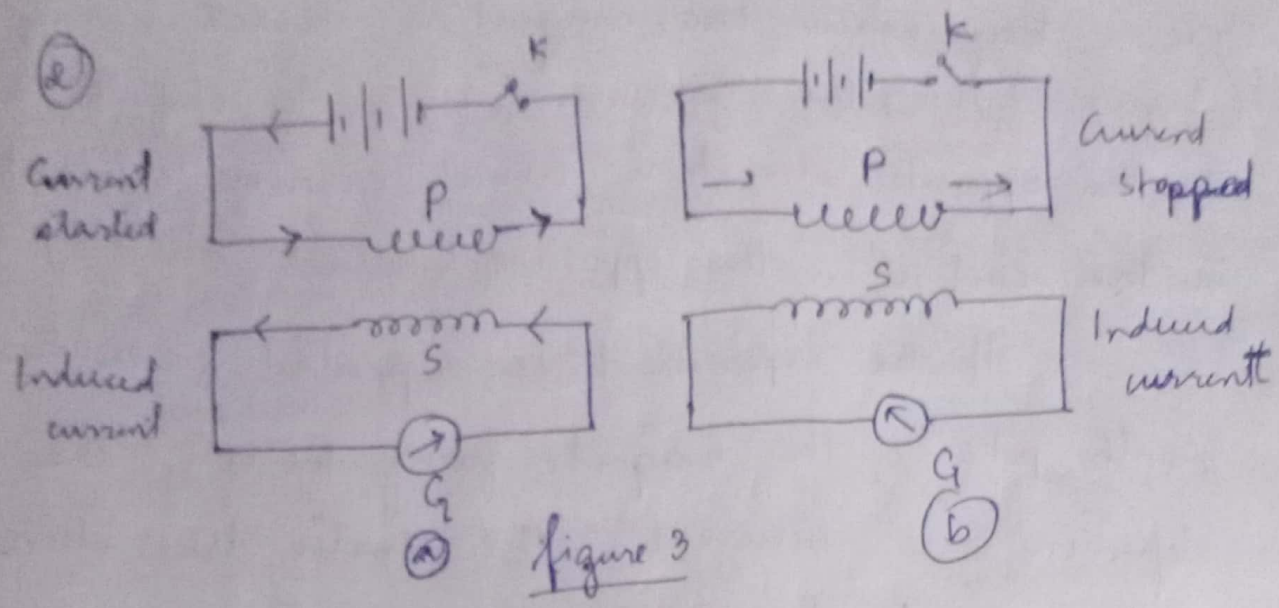 2
K
Current
started
P
Induced
current
S
G
a
K
Current
stopped
P
S
Induced
current
G
b
figure 3